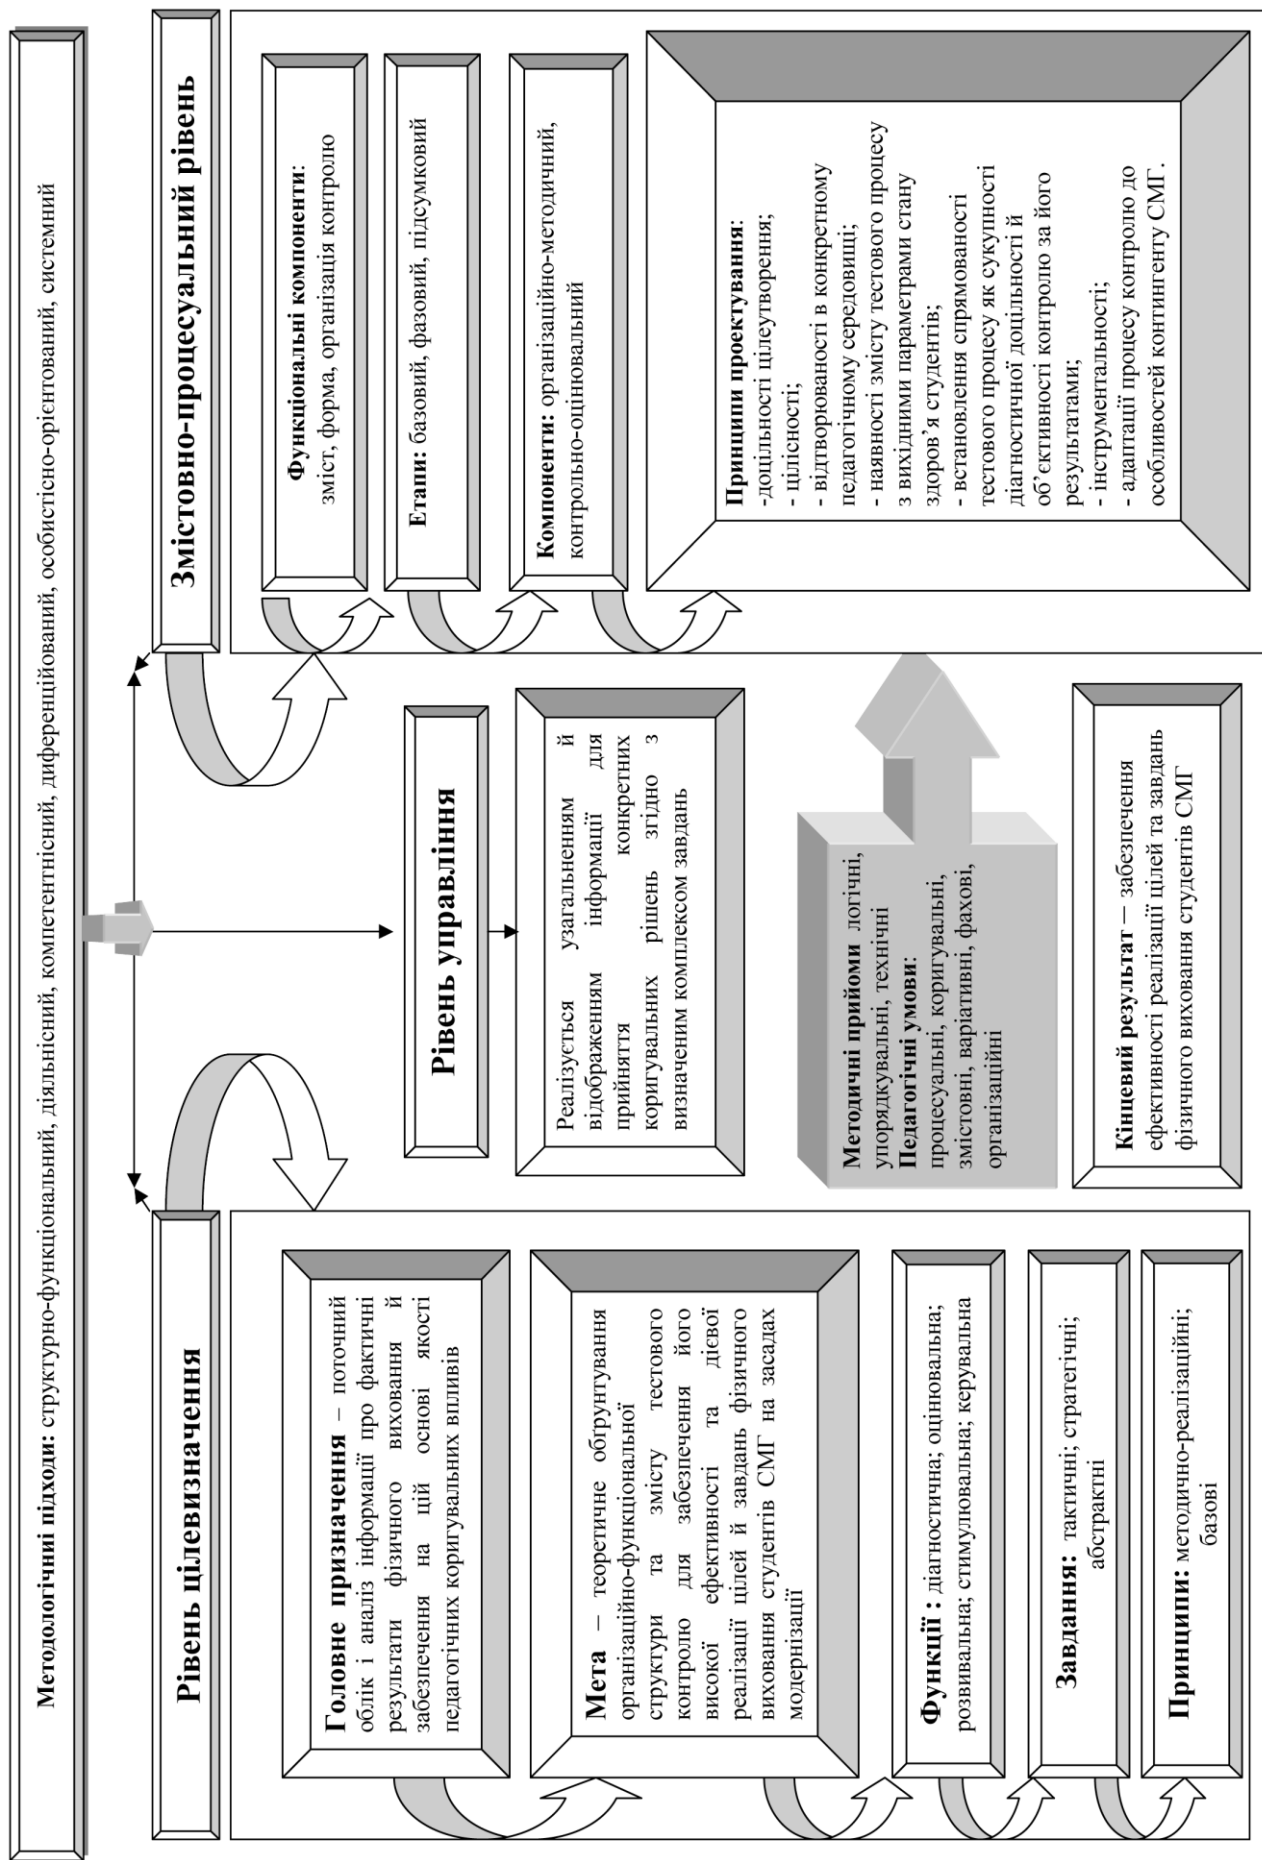 Методологічні підходи: структурно-функціональний, діяльнісний, компетентнісний, диференційований, особистісно-орієнтований, системний
Рівень цілевизначення
Головне призначення – поточний
облік і аналіз інформації про фактичні
результати фізичного виховання й
забезпечення на цій основі якості
педагогічних коригувальних впливів
Мета – теоретичне обґрунтування
організаційно-функціональної
структури та змісту тестового
контролю для забезпечення його
високої ефективності та дієвої
реалізації цілей й завдань фізичного
виховання студентів СМГ на засадах
модернізації
Функції : діагностична; оцінювальна;
розвивальна; стимулювальна; керувальна
Завдання: тактичні; стратегічні;
абстрактні
Принципи: методично-реалізаційні;
базові
Рівень управління
Реалізується узагальненням й
відображенням інформації для
прийняття конкретних
коригувальних рішень згідно з
визначеним комплексом завдань
Методичні прийоми логічні,
упорядкувальні, технічні
Педагогічні умови:
процесуальні, коригувальні,
змістовні, варіативні, фахові,
організаційні
Кінцевий результат – забезпечення
ефективності реалізації цілей та завдань
фізичного виховання студентів СМГ
Змістовно-процесуальний рівень
Функціональні компоненти:
зміст, форма, організація контролю
Етапи: базовий, фазовий, підсумковий
Компоненти: організаційно-методичний,
контрольно-оцінювальний
Принципи проектування:
-доцільності цілеутворення;
- цілісності;
- відтворюваності в конкретному
педагогічному середовищі;
- наявності змісту тестового процесу
з вихідними параметрами стану
здоров’я студентів;
- встановлення спрямованості
тестового процесу як сукупності
діагностичної доцільності й
об’єктивності контролю за його
результатами;
- інструментальності;
- адаптації процесу контролю до
особливостей контингенту СМГ.